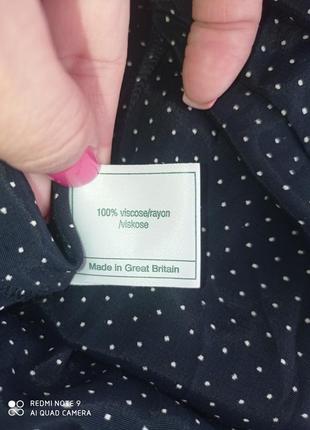 100% viscose/rayon
/viskose
Made in Great Britain
REDMI NOTE 9
AI QUAD CAMERA